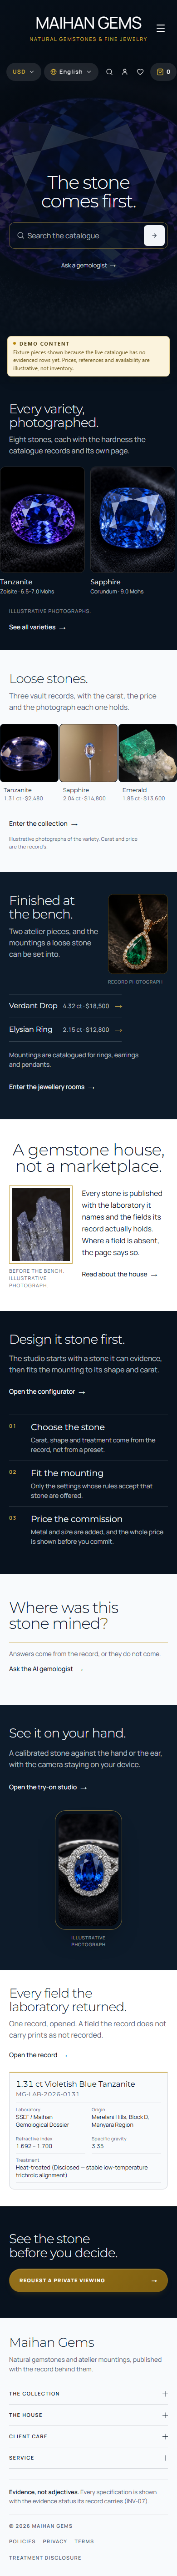 MAIHAN GEMS
NATURAL GEMSTONES & FINE JEWELRY
USD
English
0
The stone
comes first.
Search the catalogue
Ask a gemologist →
DEMO CONTENT
Fixture pieces shown because the live catalogue has no
evidenced rows yet. Prices, references and availability are
illustrative, not inventory.
Every variety,
photographed.
Eight stones, each with the hardness the
catalogue records and its own page.
Tanzanite
Zoisite · 6.5–7.0 Mohs
Sapphire
Corundum · 9.0 Mohs
ILLUSTRATIVE PHOTOGRAPHS.
See all varieties →
Loose stones.
Three vault records, with the carat, the price
and the photograph each one holds.
Tanzanite
1.31 ct · $2,480
Sapphire
2.04 ct · $14,800
Emerald
1.85 ct · $13,600
Enter the collection →
Illustrative photographs of the variety. Carat and price
are the record's.
Finished at
the bench.
Two atelier pieces, and the
mountings a loose stone
can be set into.
RECORD PHOTOGRAPH
Verdant Drop 4.32 ct · $18,500 →
Elysian Ring 2.15 ct · $12,800 →
Mountings are catalogued for rings, earrings
and pendants.
Enter the jewellery rooms →
A gemstone house,
not a marketplace.
Every stone is published
with the laboratory it
names and the fields its
record actually holds.
Where a field is absent,
the page says so.
BEFORE THE BENCH.
ILLUSTRATIVE
PHOTOGRAPH.
Read about the house →
Design it stone first.
The studio starts with a stone it can evidence,
then fits the mounting to its shape and carat.
Open the configurator →
01
Choose the stone
Carat, shape and treatment come from the
record, not from a preset.
02
Fit the mounting
Only the settings whose rules accept that
stone are offered.
03
Price the commission
Metal and size are added, and the whole price
is shown before you commit.
Where was this
stone mined?
Answers come from the record, or they do not come.
Ask the AI gemologist →
See it on your hand.
A calibrated stone against the hand or the ear,
with the camera staying on your device.
Open the try-on studio →
ILLUSTRATIVE
PHOTOGRAPH
Every field the
laboratory returned.
One record, opened. A field the record does not
carry prints as not recorded.
Open the record →
1.31 ct Violetish Blue Tanzanite
MG-LAB-2026-0131
Laboratory
SSEF / Maihan
Gemological Dossier
Origin
Merelani Hills, Block D,
Manyara Region
Refractive index
1.692 – 1.700
Specific gravity
3.35
Treatment
Heat-treated (Disclosed — stable low-temperature
trichroic alignment)
See the stone
before you decide.
REQUEST A PRIVATE VIEWING →
Maihan Gems
Natural gemstones and atelier mountings, published
with the record behind them.
THE COLLECTION
THE HOUSE
CLIENT CARE
SERVICE
Evidence, not adjectives. Every specification is shown
with the evidence status its record carries (INV-07).
© 2026 MAIHAN GEMS
POLICIES PRIVACY TERMS
TREATMENT DISCLOSURE